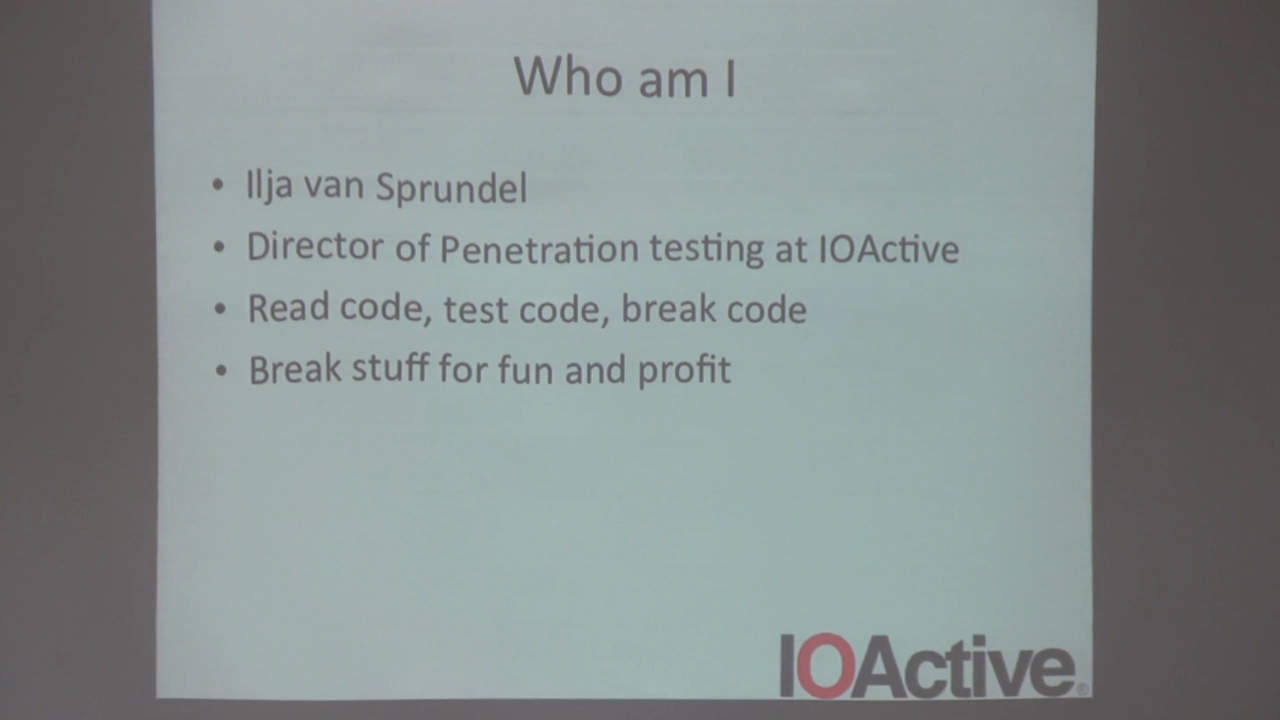 Who am I
• Ilja van Sprundel
• Director of Penetration testing at IOActive
• Read code, test code, break code
• Break stuff for fun and profit
IOActive®